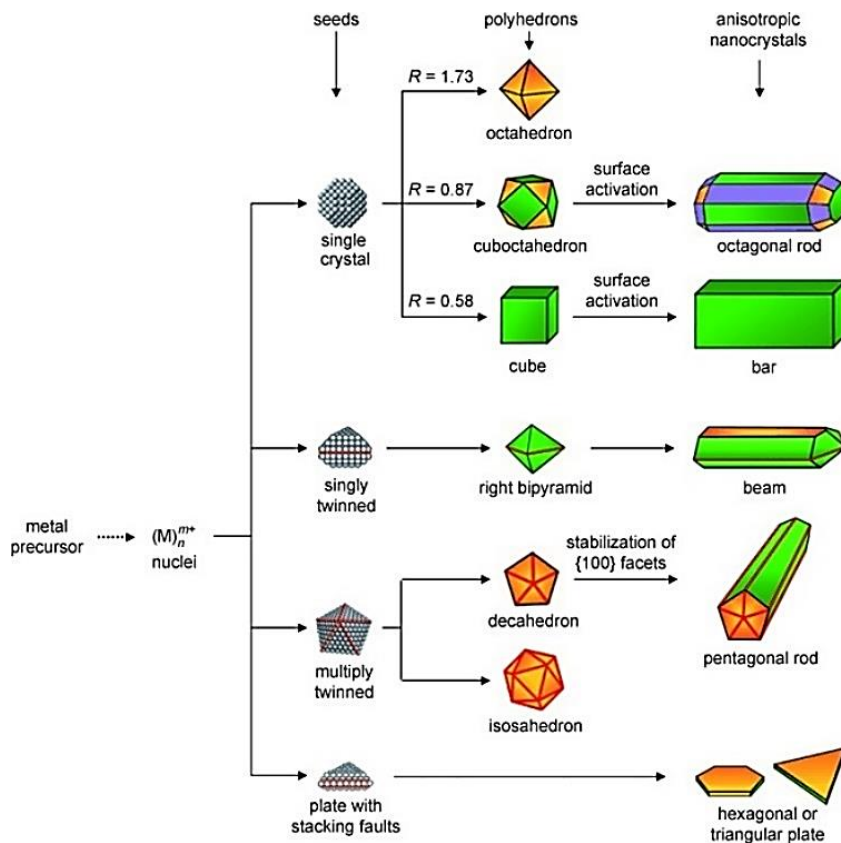 seeds
polyhedrons
anisotropic
nanocrystals
R = 1.73
octahedron
R = 0.87
surface
activation
single
crystal
cuboctahedron
octagonal rod
R = 0.58
surface
activation
cube
bar
singly
twinned
right bipyramid
beam
metal
precursor
(M)ₙᵐ⁺
nuclei
stabilization of
{100} facets
decahedron
pentagonal rod
multiply
twinned
isosahedron
plate with
stacking faults
hexagonal or
triangular plate